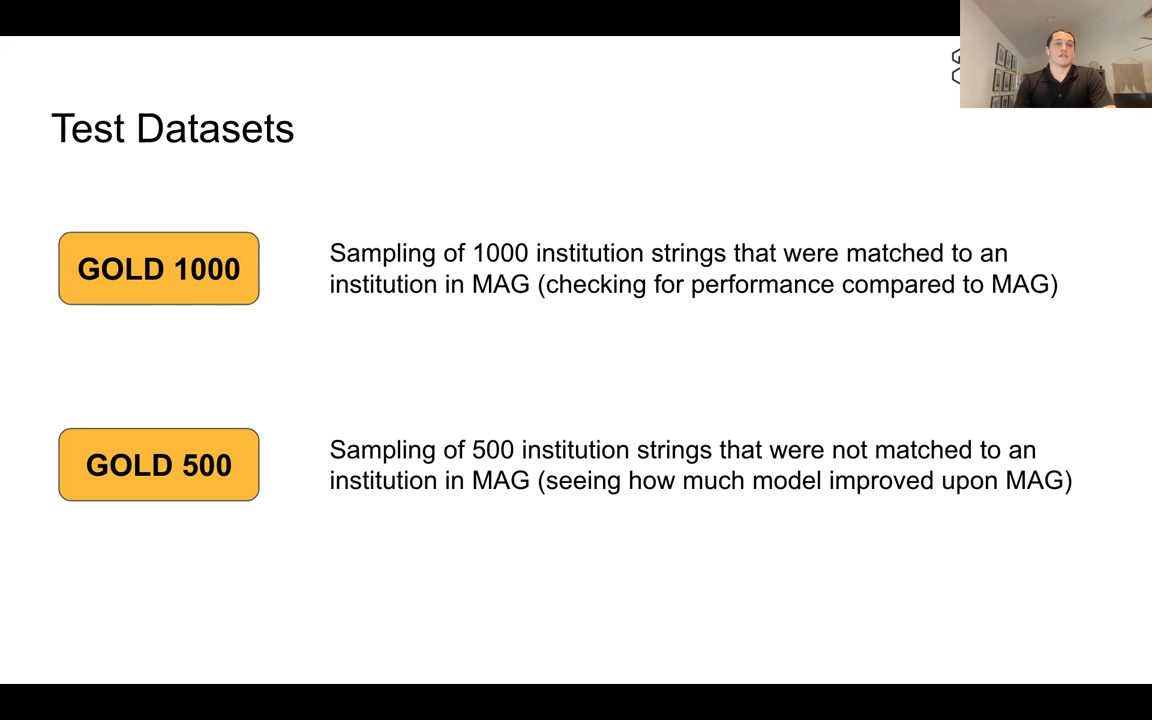 Test Datasets
GOLD 1000
Sampling of 1000 institution strings that were matched to an
institution in MAG (checking for performance compared to MAG)
GOLD 500
Sampling of 500 institution strings that were not matched to an
institution in MAG (seeing how much model improved upon MAG)